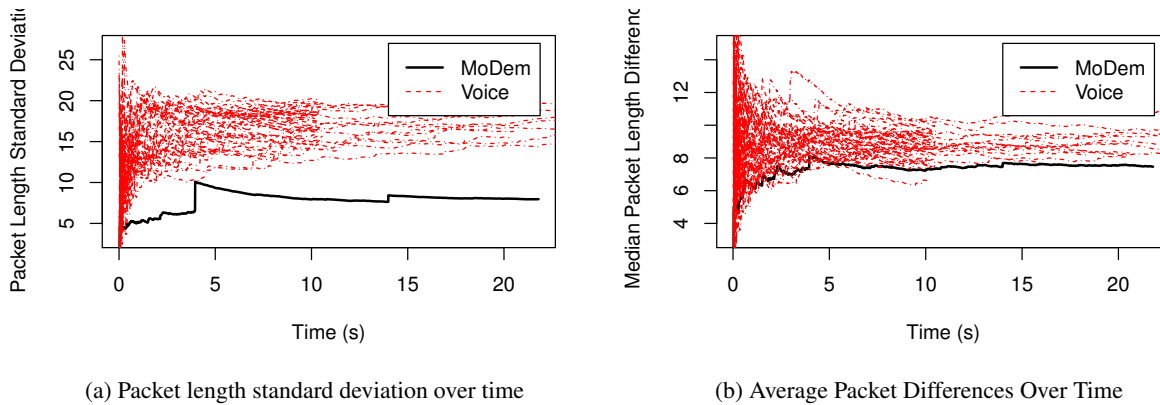 Packet Length Standard Deviatio
5 10 15 20 25
MoDem
Voice
0 5 10 15 20
Time (s)
(a) Packet length standard deviation over time
Median Packet Length Differenc
4 6 8 12
MoDem
Voice
0 5 10 15 20
Time (s)
(b) Average Packet Differences Over Time